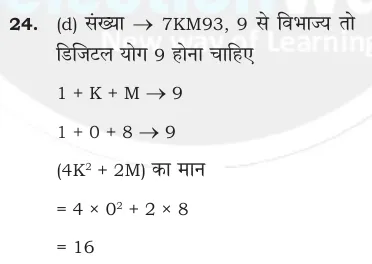 24. (d) संख्या → 7KM93, 9 से विभाज्य तो
डिजिटल योग 9 होना चाहिए
1 + K + M → 9
1 + 0 + 8 → 9
(4K² + 2M) का मान
= 4 × 0² + 2 × 8
= 16